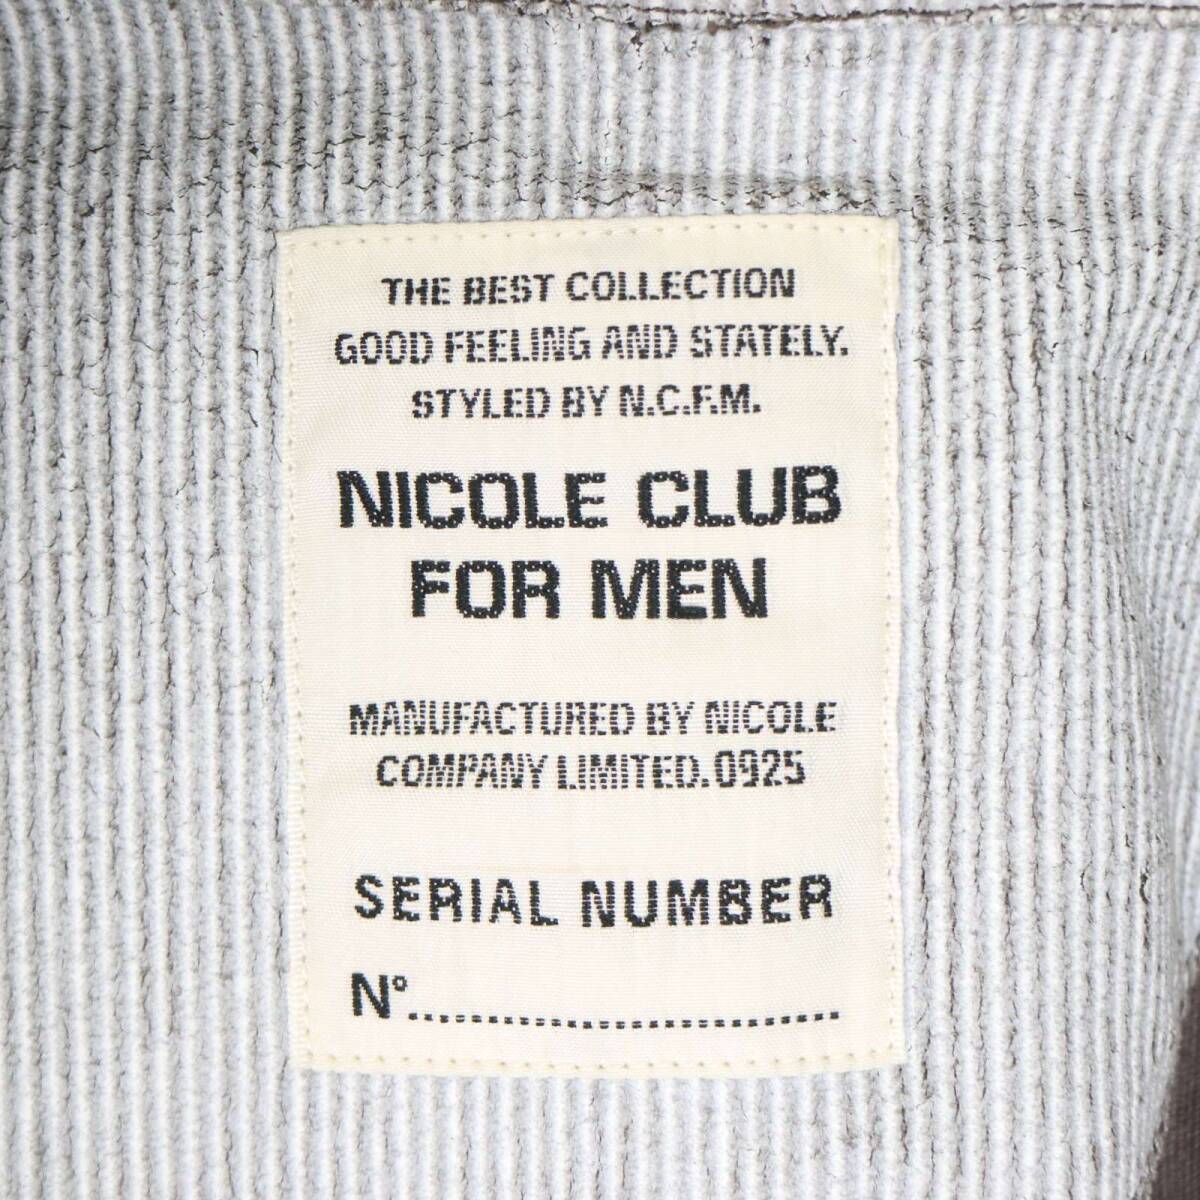 THE BEST COLLECTION
GOOD FEELING AND STATELY.
STYLED BY N.C.F.M.
NICOLE CLUB
FOR MEN
MANUFACTURED BY NICOLE
COMPANY LIMITED.0925
SERIAL NUMBER
N°..............................